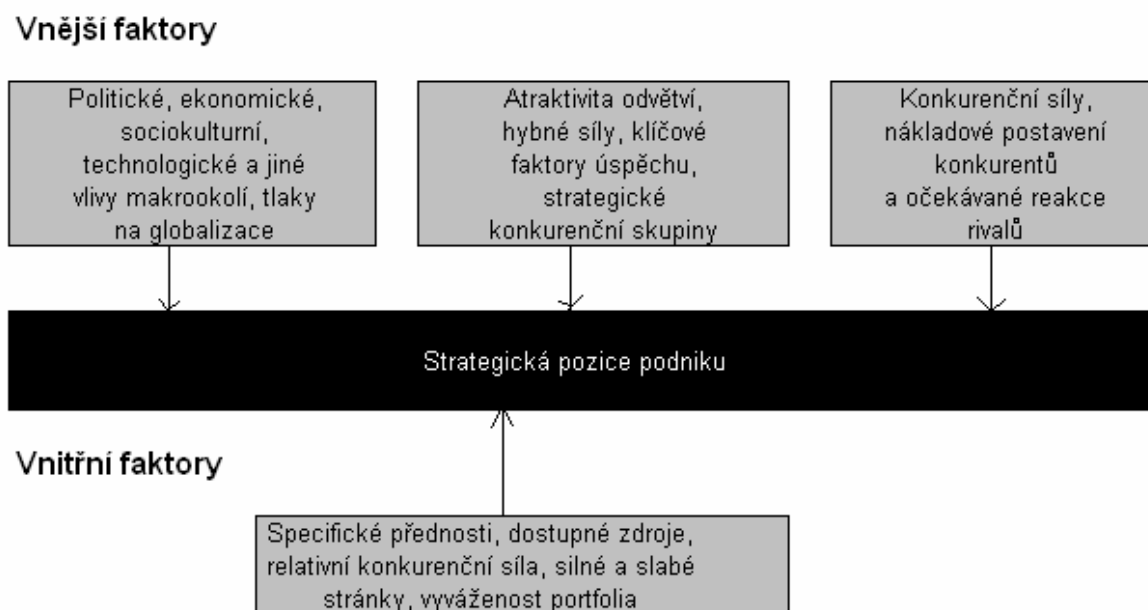 Vnější faktory
Politické, ekonomické,
sociokulturní,
technologické a jiné
vlivy makrookolí, tlaky
na globalizace
Atraktivita odvětví,
hybné síly, klíčové
faktory úspěchu,
strategické
konkurenční skupiny
Konkurenční síly,
nákladové postavení
konkurentů
a očekávané reakce
rivalů
Strategická pozice podniku
Vnitřní faktory
Specifické přednosti, dostupné zdroje,
relativní konkurenční síla, silné a slabé
stránky, vyváženost portfolia